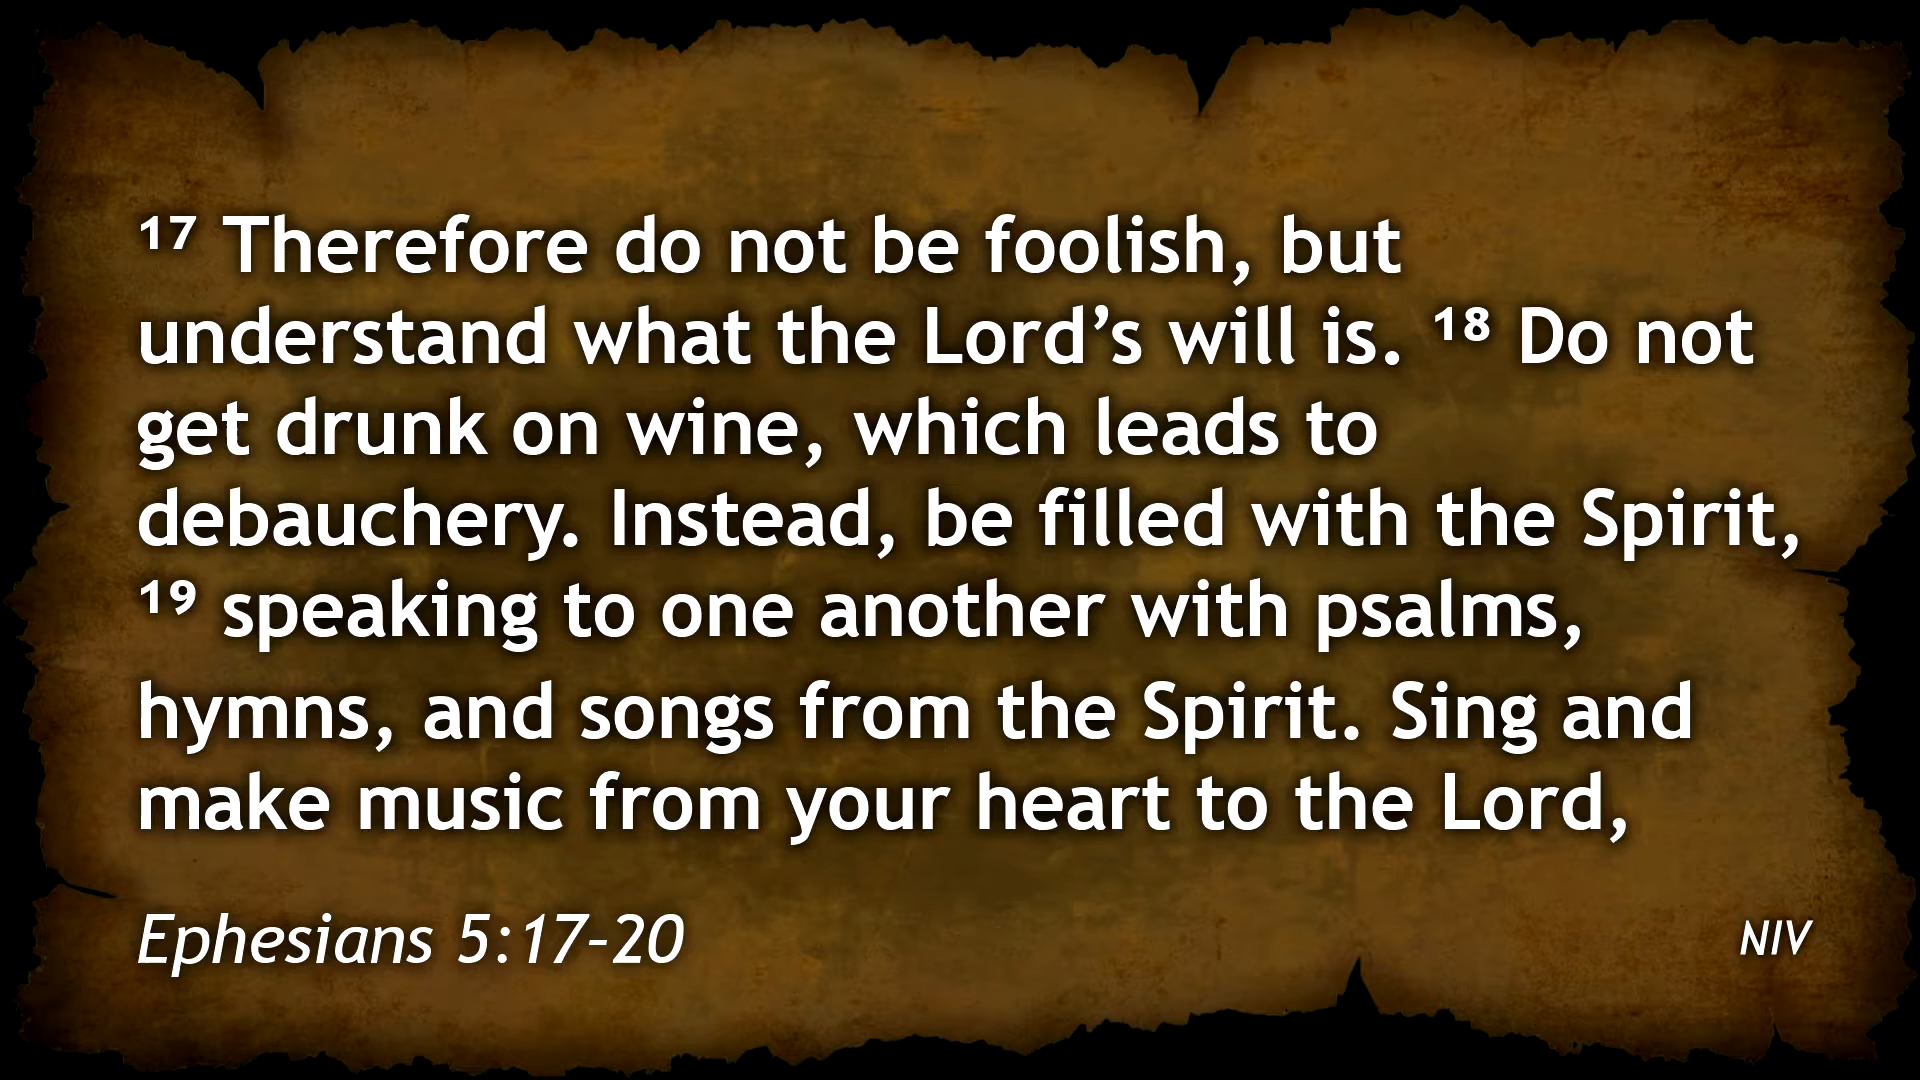 ¹⁷ Therefore do not be foolish, but
understand what the Lord’s will is. ¹⁸ Do not
get drunk on wine, which leads to
debauchery. Instead, be filled with the Spirit,
¹⁹ speaking to one another with psalms,
hymns, and songs from the Spirit. Sing and
make music from your heart to the Lord,
Ephesians 5:17–20
NIV